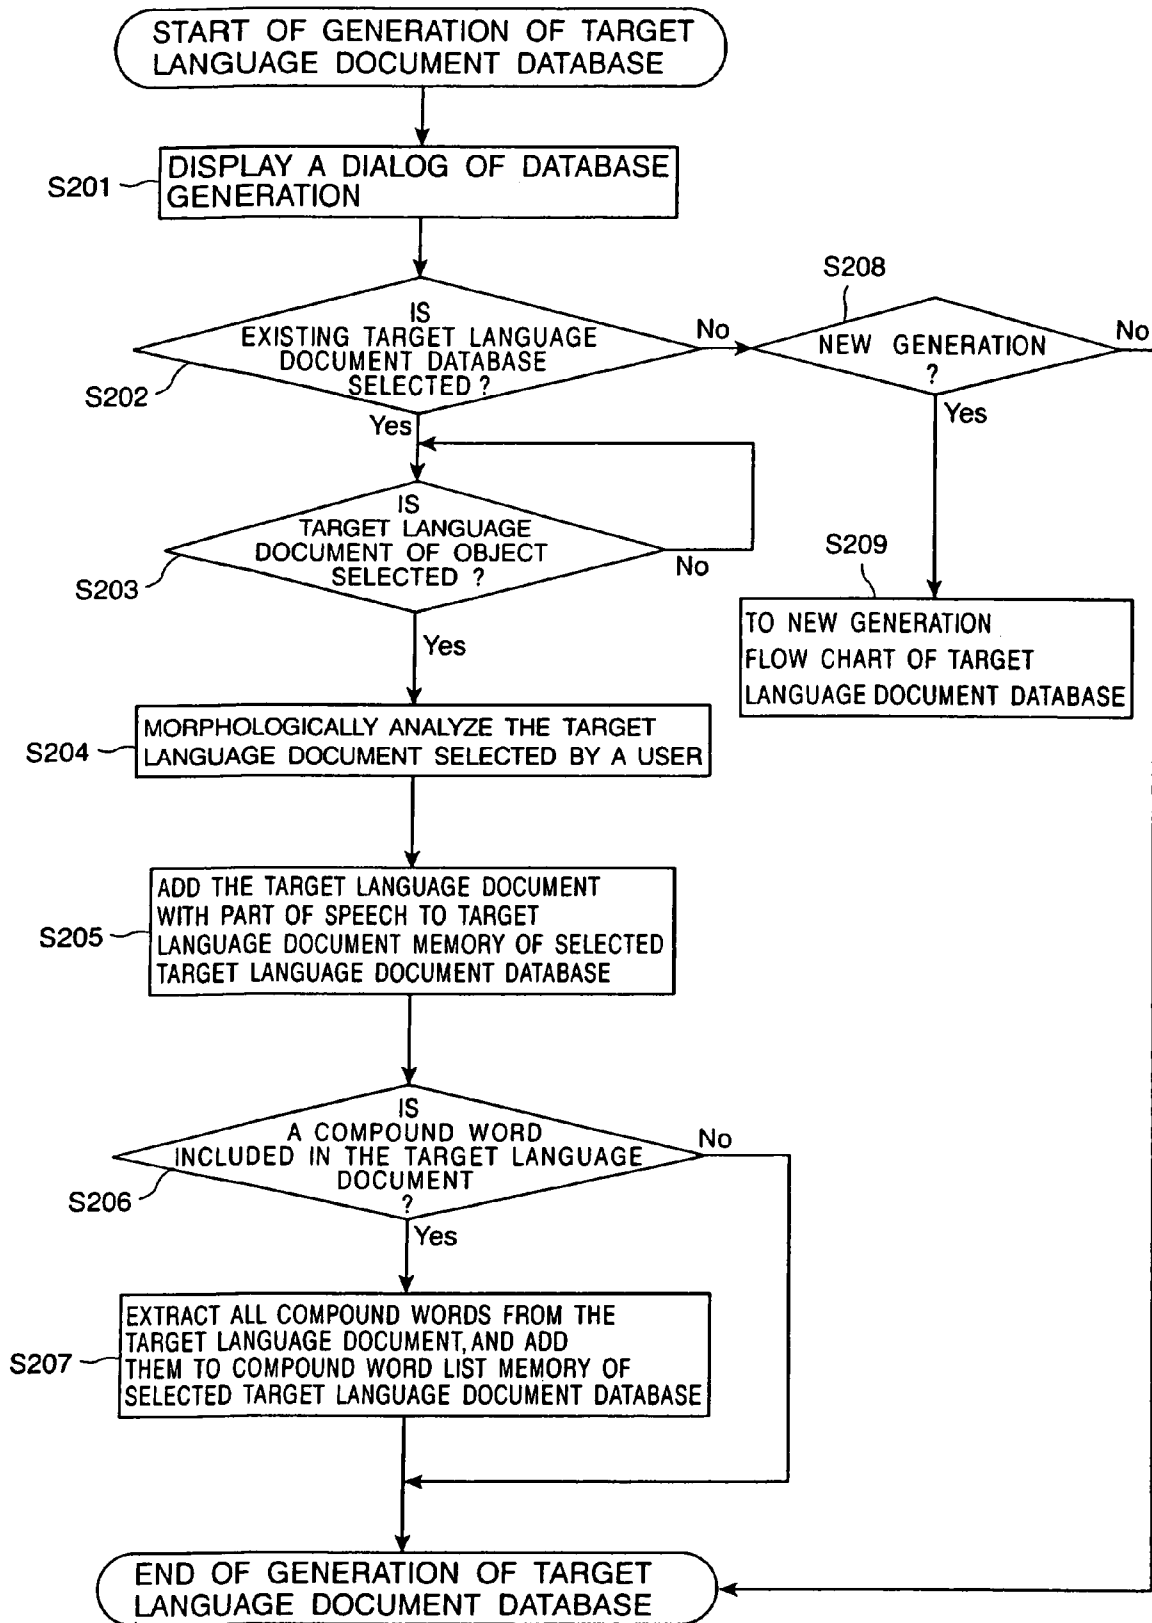 START OF GENERATION OF TARGET
LANGUAGE DOCUMENT DATABASE
S201
DISPLAY A DIALOG OF DATABASE
GENERATION
S202
IS
EXISTING TARGET LANGUAGE
DOCUMENT DATABASE
SELECTED ?
No
Yes
S208
NEW GENERATION
?
No
Yes
S203
IS
TARGET LANGUAGE
DOCUMENT OF OBJECT
SELECTED ?
No
Yes
S209
TO NEW GENERATION
FLOW CHART OF TARGET
LANGUAGE DOCUMENT DATABASE
S204
MORPHOLOGICALLY ANALYZE THE TARGET
LANGUAGE DOCUMENT SELECTED BY A USER
S205
ADD THE TARGET LANGUAGE DOCUMENT
WITH PART OF SPEECH TO TARGET
LANGUAGE DOCUMENT MEMORY OF SELECTED
TARGET LANGUAGE DOCUMENT DATABASE
S206
IS
A COMPOUND WORD
INCLUDED IN THE TARGET LANGUAGE
DOCUMENT
?
No
Yes
S207
EXTRACT ALL COMPOUND WORDS FROM THE
TARGET LANGUAGE DOCUMENT, AND ADD
THEM TO COMPOUND WORD LIST MEMORY OF
SELECTED TARGET LANGUAGE DOCUMENT DATABASE
END OF GENERATION OF TARGET
LANGUAGE DOCUMENT DATABASE